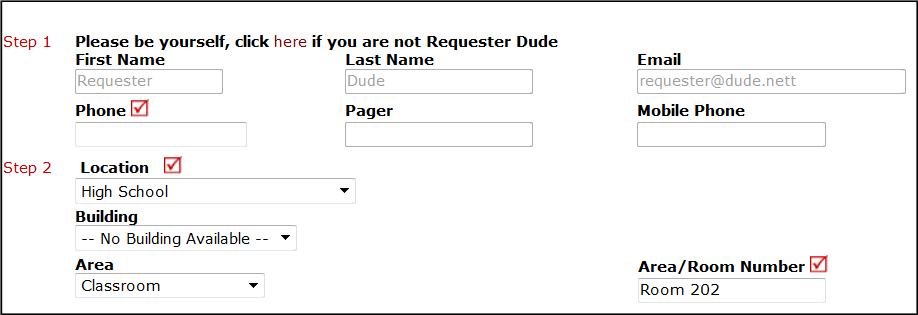 Step 1 Please be yourself, click here if you are not Requester Dude
First Name Last Name Email
Requester Dude requester@dude.nett
Phone Pager Mobile Phone
Step 2 Location
High School
Building
-- No Building Available --
Area Area/Room Number
Classroom Room 202